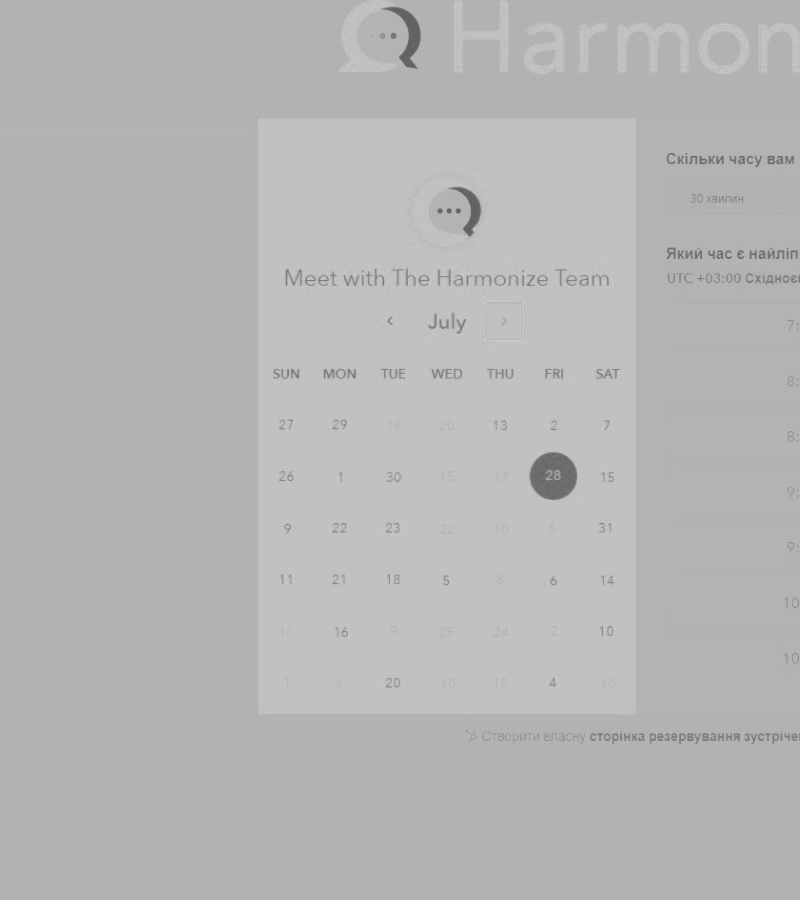 Harmon
Meet with The Harmonize Team
July
SUN MON TUE WED THU FRI SAT
27 29 16 20 13 2 7
26 1 30 15 17 28 15
9 22 23 22 10 5 31
11 21 18 5 8 6 14
11 16 9 25 24 2 10
1 6 20 10 15 4 10
Скільки часу вам
30 хвилин
Який час є найліп
UTC +03:00 Східноєв
7:
8:
8:
9:
9:
10
10
Створити власну сторінка резервування зустріче